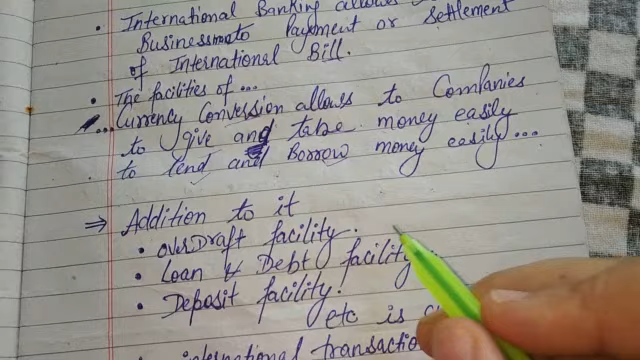 • International Banking allows
Business to Payment or settlement
of International Bill.
• The facilities of ...
... Currency Conversion allows to Companies
to give and take money easily
to lend and Borrow money easily ...
⇒ Addition to it
• overDraft facility.
• Loan & Debt facility.
• Deposit facility.
etc is
international transaction